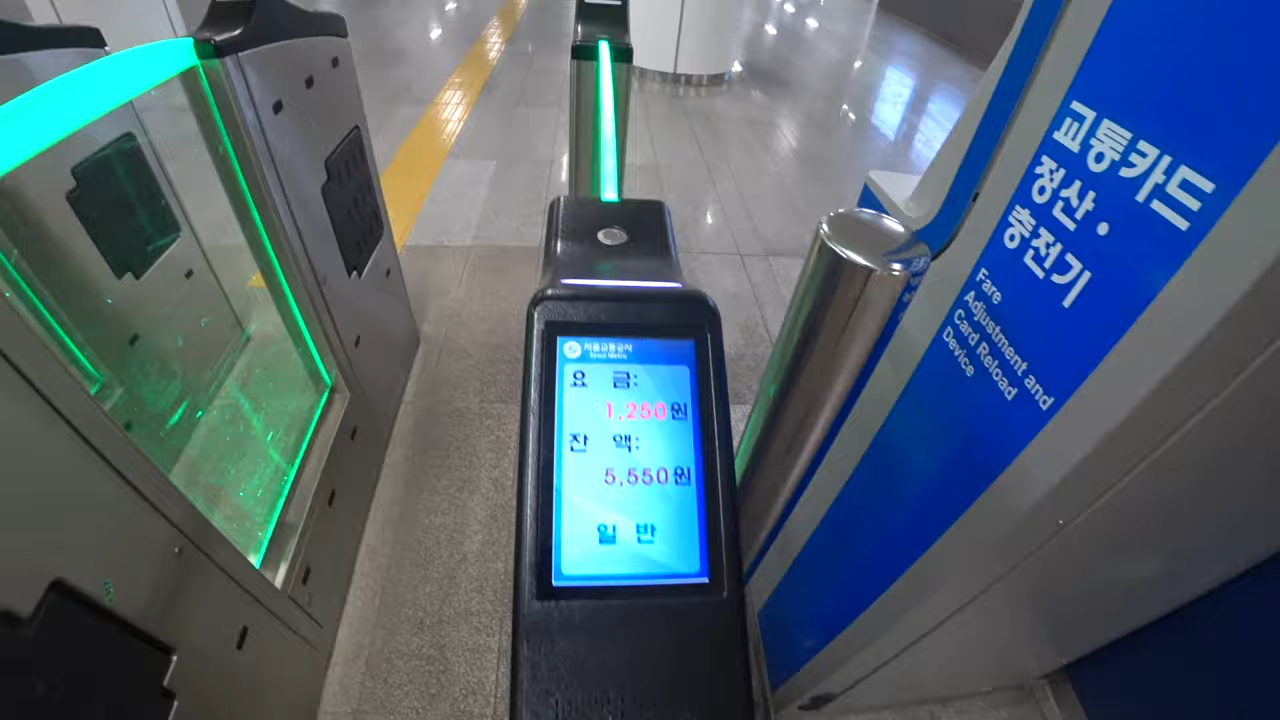 서울교통공사
Seoul Metro
요 금:
1,250원
잔 액:
5,550원
일 반
교통카드
정산·
충전기
Fare
Adjustment and
Card Reload
Device